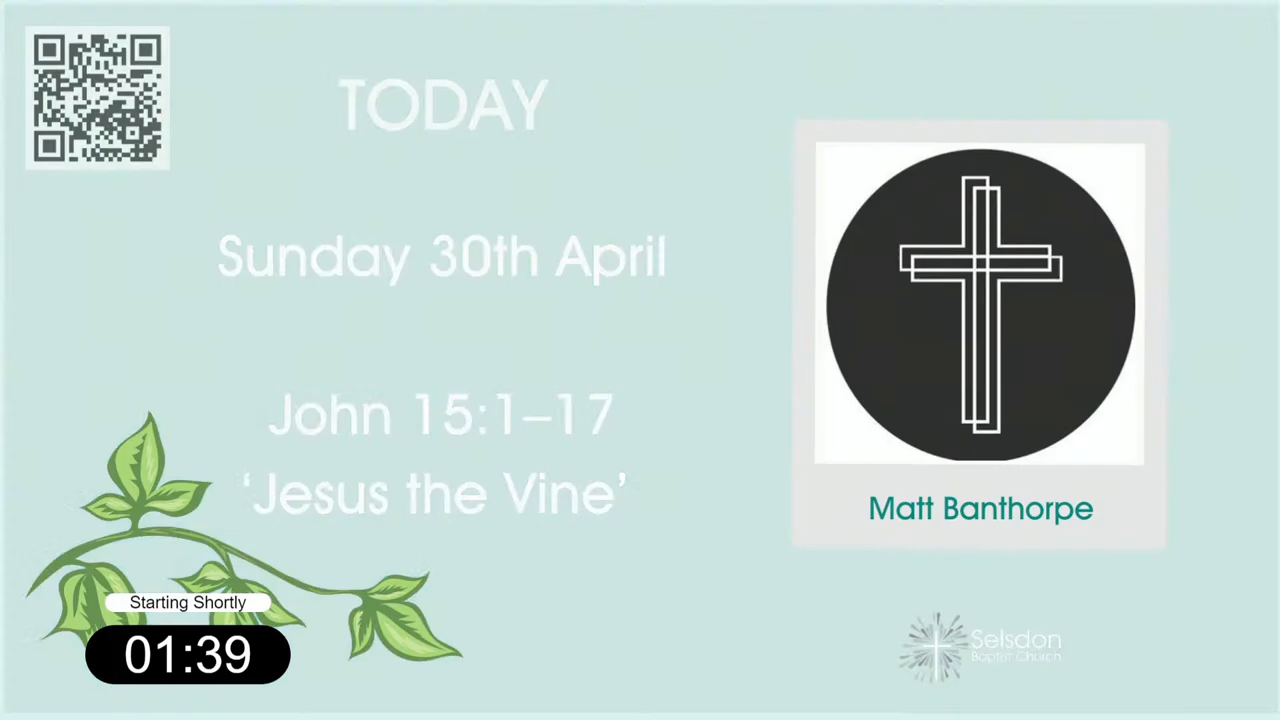 TODAY
Sunday 30th April
John 15:1–17
‘Jesus the Vine’
Matt Banthorpe
Starting Shortly
01:39
Selsdon
Baptist Church